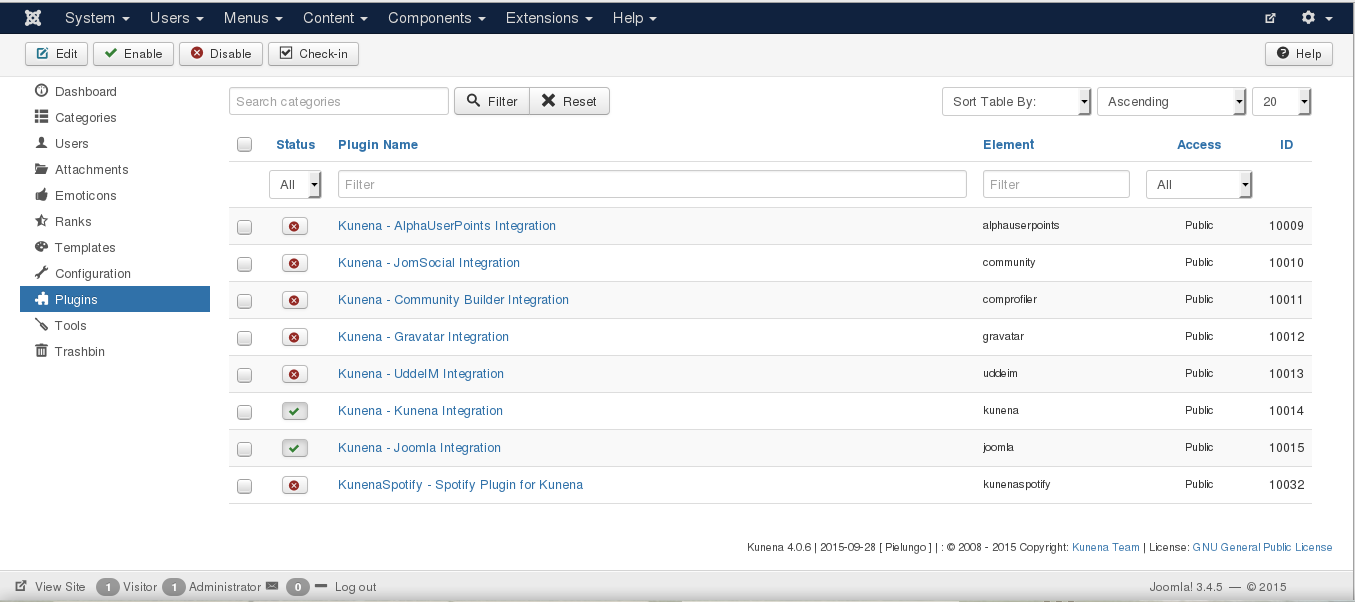 System Users Menus Content Components Extensions Help
Edit Enable Disable Check-in Help
Dashboard
Categories
Users
Attachments
Emoticons
Ranks
Templates
Configuration
Plugins
Tools
Trashbin
Search categories Filter Reset Sort Table By: Ascending 20
Status Plugin Name Element Access ID
All Filter Filter All
Kunena - AlphaUserPoints Integration alphauserpoints Public 10009
Kunena - JomSocial Integration community Public 10010
Kunena - Community Builder Integration comprofiler Public 10011
Kunena - Gravatar Integration gravatar Public 10012
Kunena - UddeIM Integration uddeim Public 10013
Kunena - Kunena Integration kunena Public 10014
Kunena - Joomla Integration joomla Public 10015
KunenaSpotify - Spotify Plugin for Kunena kunenaspotify Public 10032
Kunena 4.0.6 | 2015-09-28 [ Pielungo ] | : © 2008 - 2015 Copyright: Kunena Team | License: GNU General Public License
View Site 1 Visitor 1 Administrator 0 Log out Joomla! 3.4.5 — © 2015